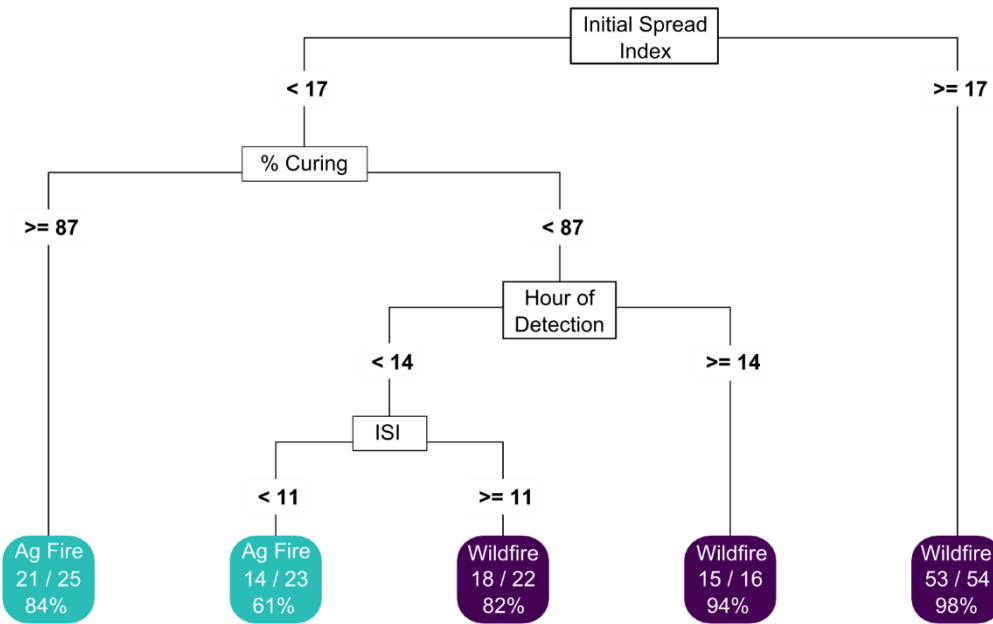 Initial Spread
Index
< 17
>= 17
% Curing
>= 87
< 87
Hour of
Detection
< 14
>= 14
ISI
< 11
>= 11
Ag Fire
21 / 25
84%
Ag Fire
14 / 23
61%
Wildfire
18 / 22
82%
Wildfire
15 / 16
94%
Wildfire
53 / 54
98%